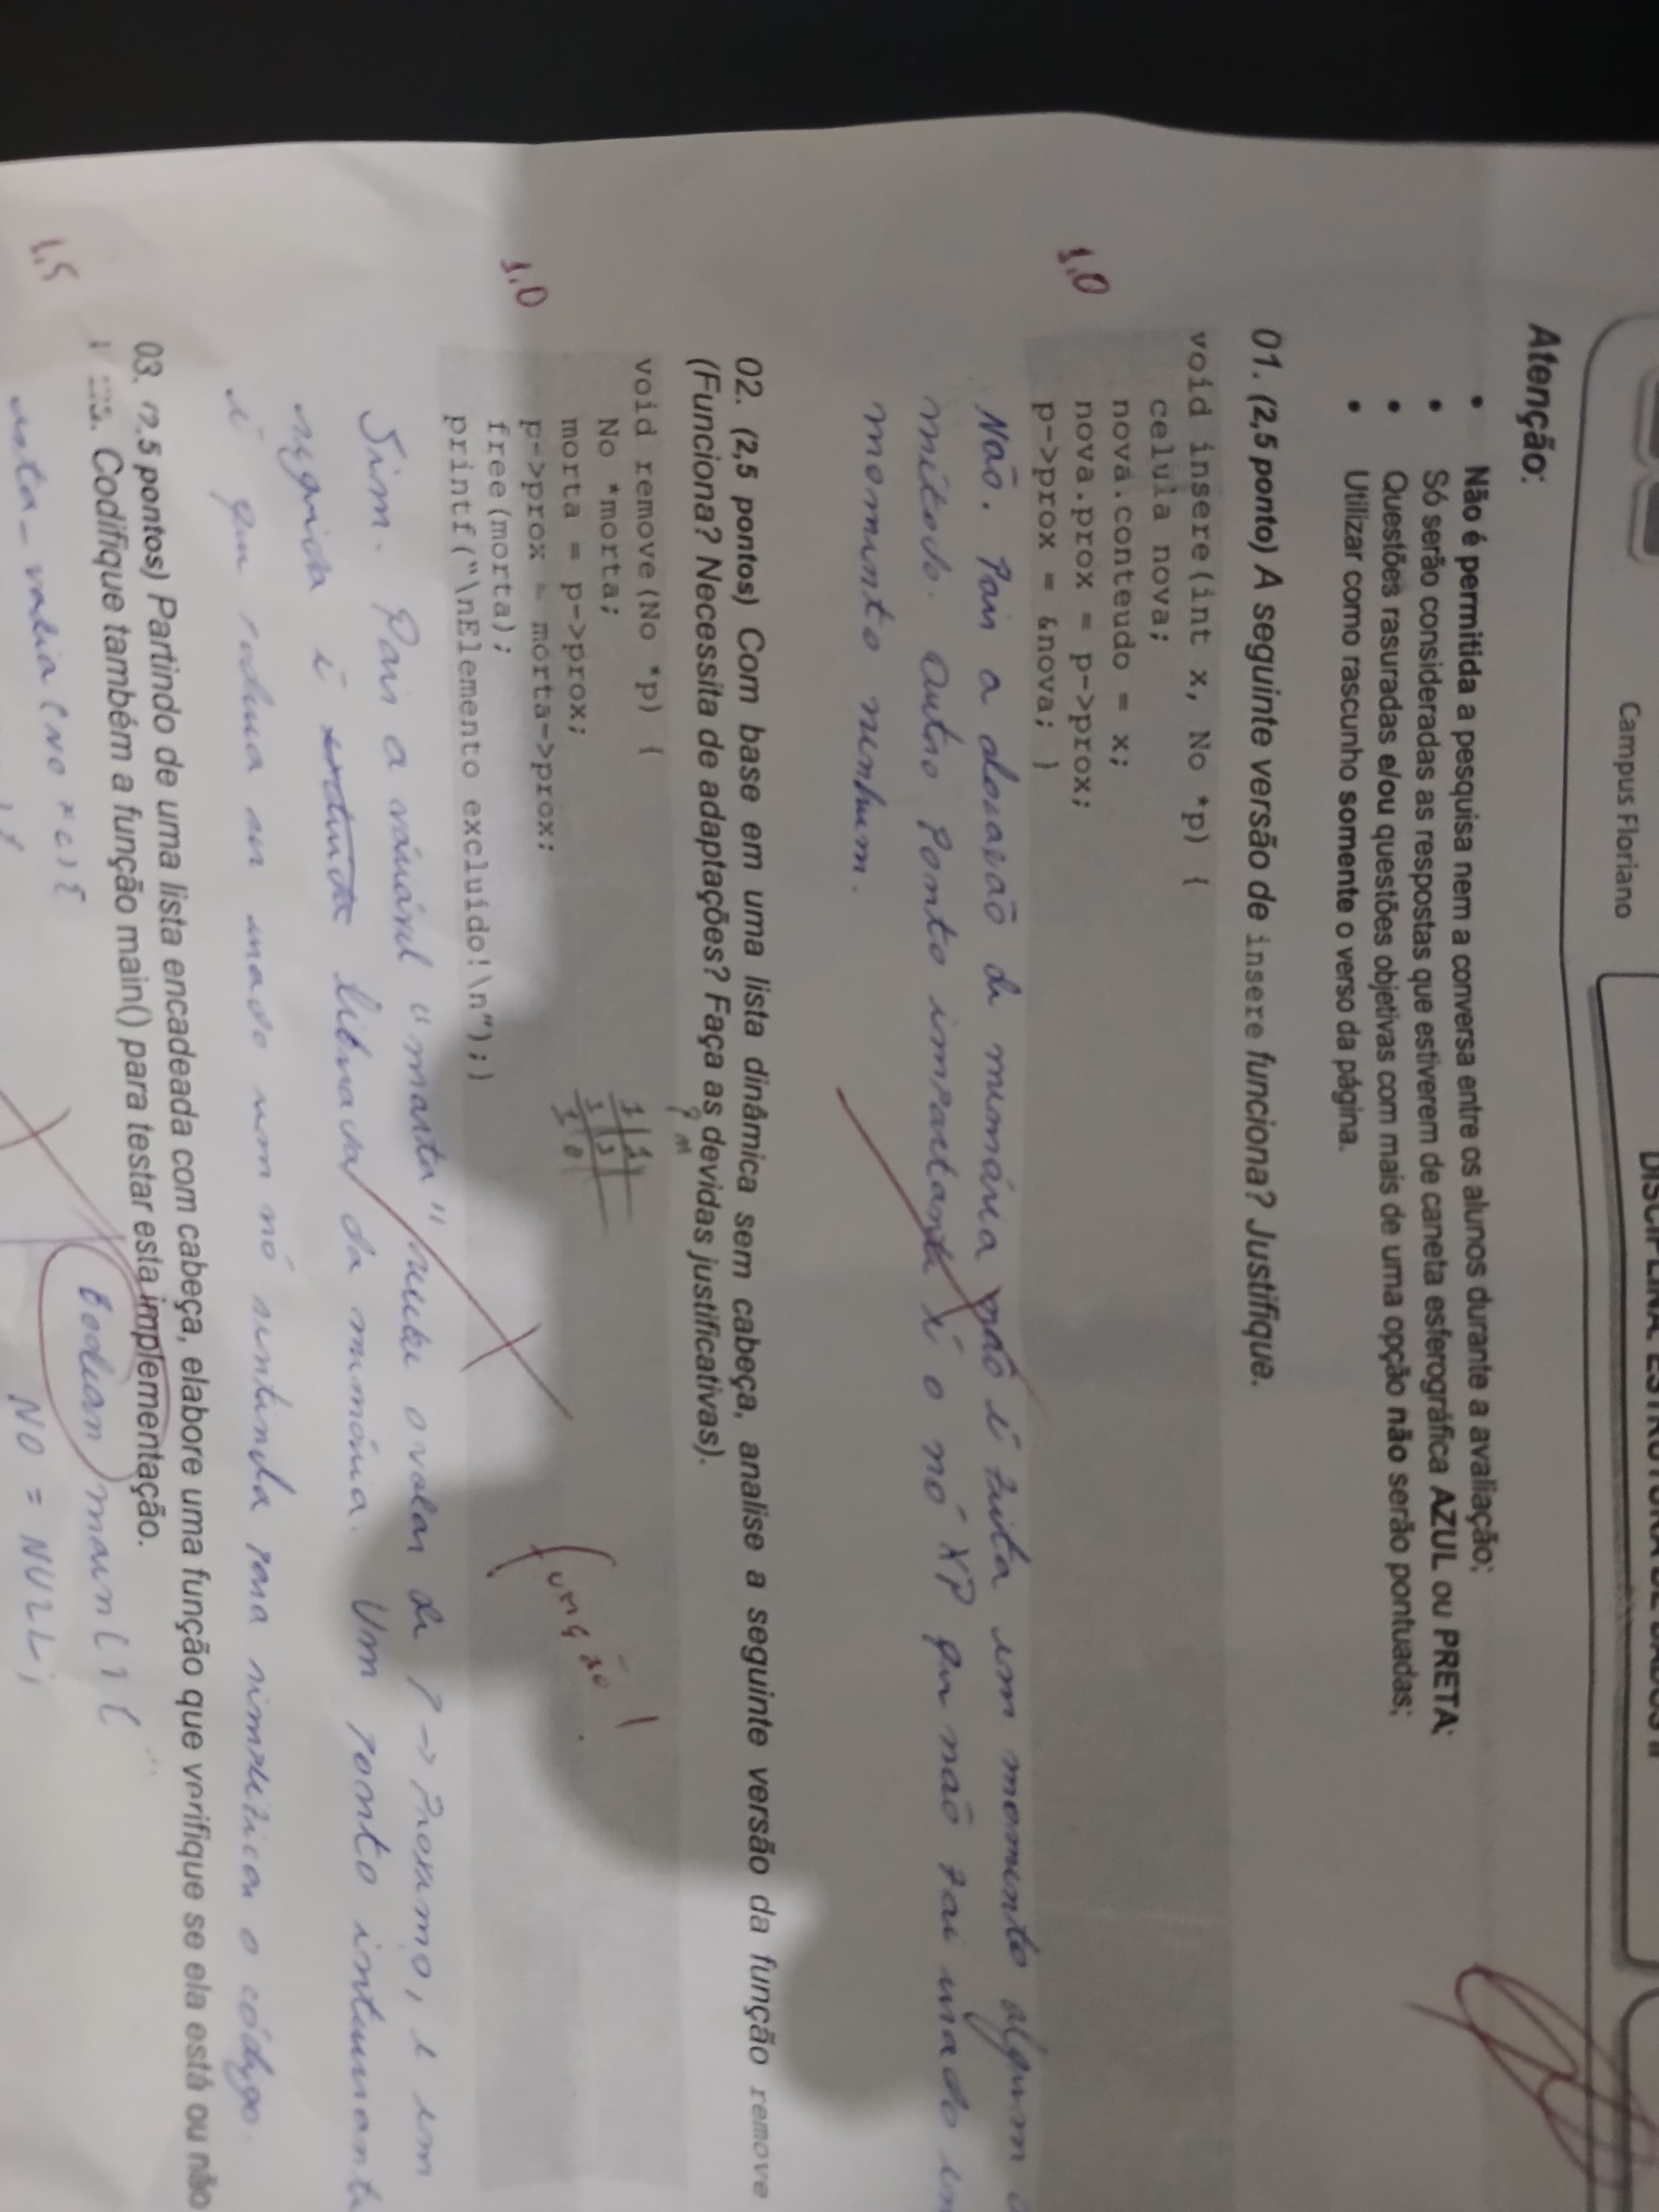 Campus Floriano
DISCIPLINA: ESTRUTURA DE DADOS II
Atenção:
• Não é permitida a pesquisa nem a conversa entre os alunos durante a avaliação;
• Só serão consideradas as respostas que estiverem de caneta esferográfica AZUL ou PRETA;
• Questões rasuradas e/ou questões objetivas com mais de uma opção não serão pontuadas;
• Utilizar como rascunho somente o verso da página.
01. (2,5 ponto) A seguinte versão de insere funciona? Justifique.
void insere(int x, No *p) {
celula nova;
nova.conteudo = x;
1.0
nova.prox = p->prox;
p->prox = &nova; }
Não. Pois a alocação de memória não é feita em momento algum
método. Outro ponto importante é o nó *P que não foi usado em
momento nenhum.
02. (2,5 pontos) Com base em uma lista dinâmica sem cabeça, analise a seguinte versão da função remove
(Funciona? Necessita de adaptações? Faça as devidas justificativas).
P m
void remove(No *p) {
1 1
No *morta;
morta = p->prox;
função!
p->prox = morta->prox;
1.0
free(morta);
printf("\nElemento excluído!\n");}
Sim. Pois a váriável "morta" recebe o valor de P -> Proximo, e em
seguida é liberada da memória. Um ponto interessante
é que poderia ser usado um nó sentinela para simplificar o código
03. (2,5 pontos) Partindo de uma lista encadeada com cabeça, elabore uma função que verifique se ela está ou não
Codifique também a função main() para testar esta implementação.
Boolean main() {
1,5
lista_vazia (No *c) {
NO = NULL;